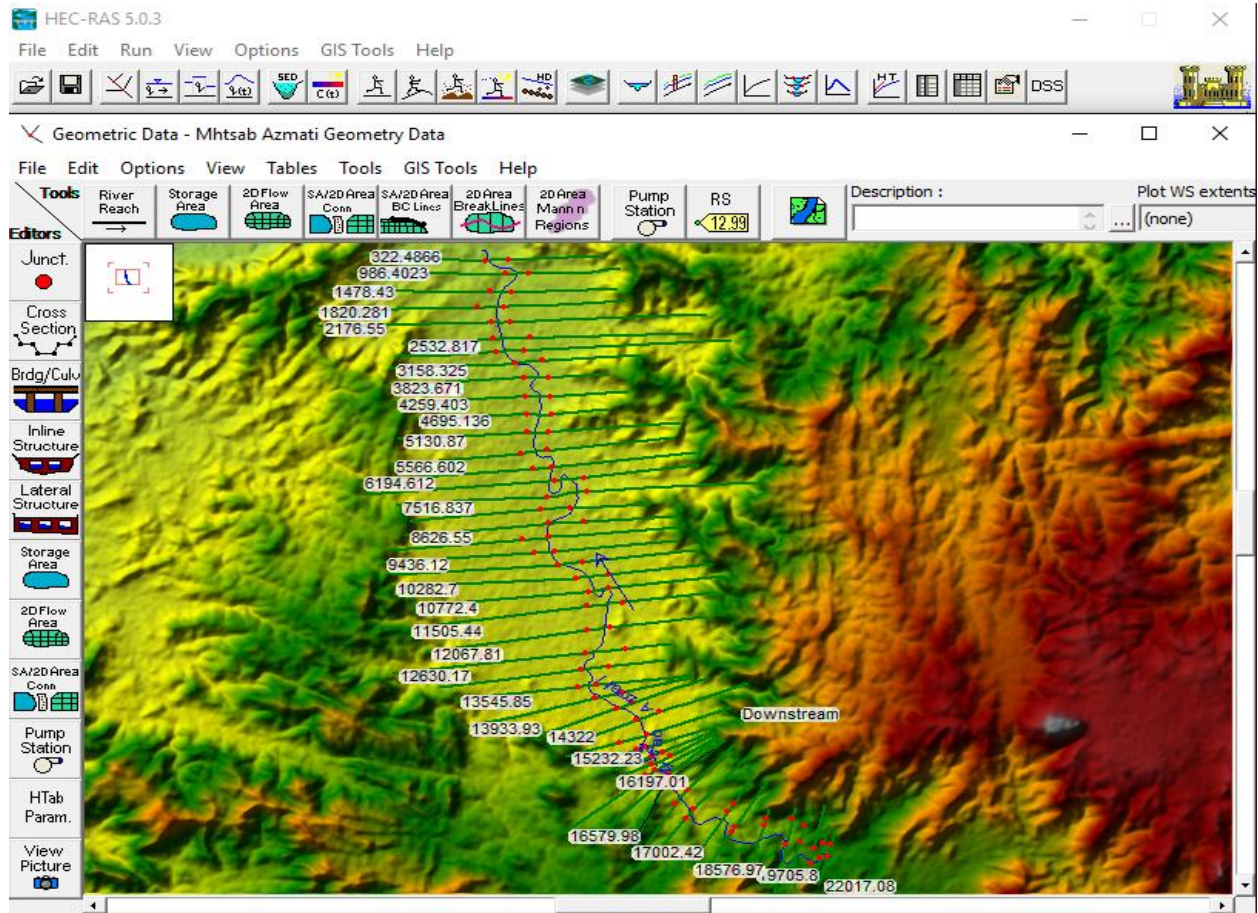 HEC-RAS 5.0.3
File Edit Run View Options GIS Tools Help
SED C(t) HD HT DSS
Geometric Data - Mhtsab Azmati Geometry Data
File Edit Options View Tables Tools GIS Tools Help
Tools
Editors
River Reach
Storage Area
2D Flow Area
SA/2D Area Conn
SA/2D Area BC Lines
2D Area BreakLines
2D Area Mann n Regions
Pump Station
RS
12.99
Description :
...
Plot WS extents
(none)
Junct.
Cross Section
Brdg/Culv
Inline Structure
Lateral Structure
Storage Area
2D Flow Area
SA/2D Area Conn
Pump Station
HTab Param.
View Picture
322.4866
986.4023
1478.43
1820.281
2176.55
2532.817
3158.325
3823.671
4259.403
4695.136
5130.87
5566.602
6194.612
7516.837
8626.55
9436.12
10282.7
10772.4
11505.44
12067.81
12630.17
13545.85
13933.93
14322
Downstream
15232.23
16197.01
16579.98
17002.42
18576.97
19705.8
22017.08